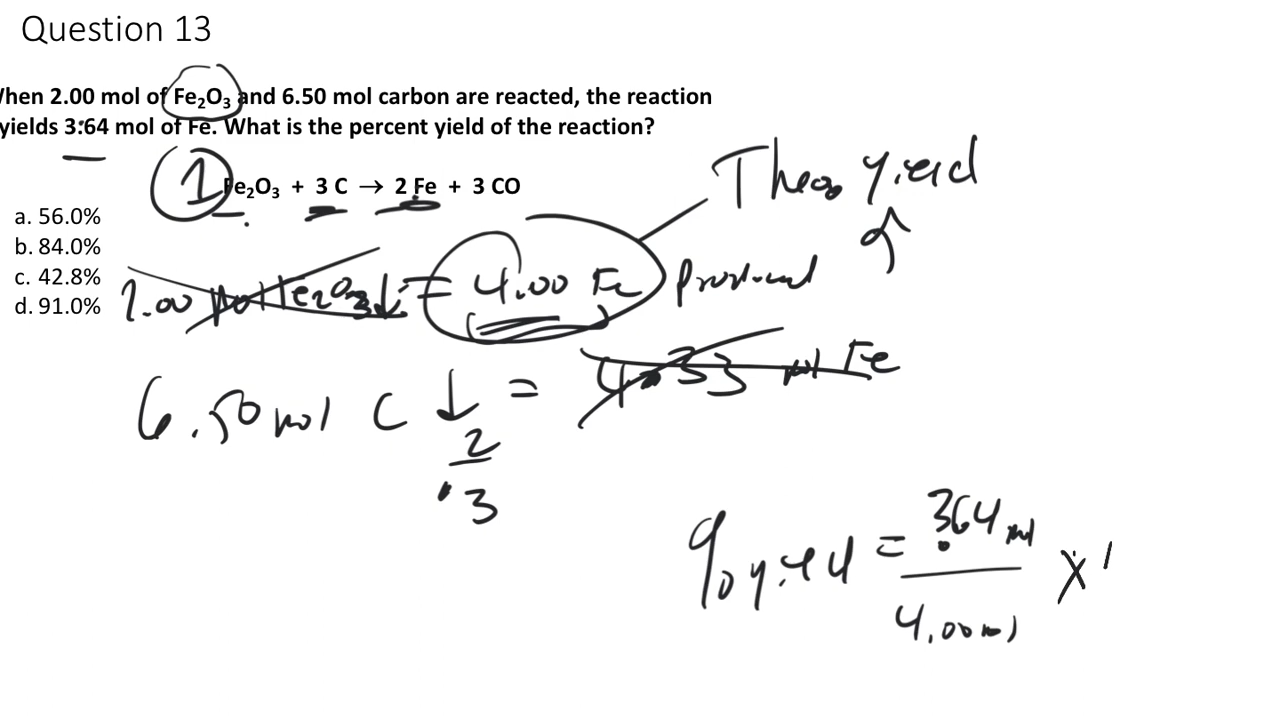 Question 13
When 2.00 mol of Fe₂O₃ and 6.50 mol carbon are reacted, the reaction
yields 3.64 mol of Fe. What is the percent yield of the reaction?
1 Fe₂O₃ + 3 C → 2 Fe + 3 CO
Theo Yield
a. 56.0%
b. 84.0%
c. 42.8%
d. 91.0%
2.00 mol Fe₂O₃ ↓ = 4.00 Fe produced
6.50 mol C ↓ = 4.33 mol Fe
2
3
% yield = 3.64 mol
4.00 mol
x 1